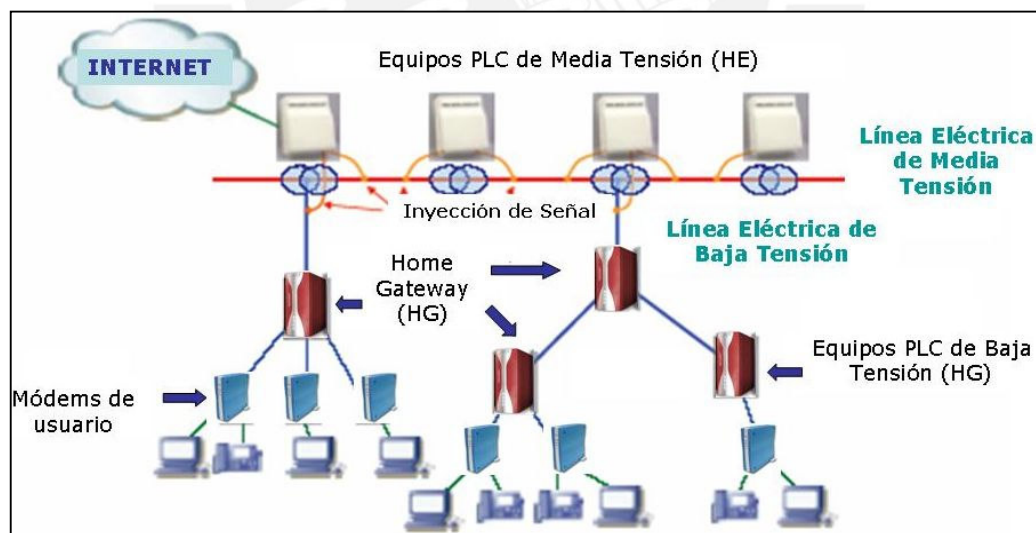 INTERNET
Equipos PLC de Media Tensión (HE)
Línea Eléctrica
de Media
Tensión
Inyección de Señal
Línea Eléctrica de
Baja Tensión
Home
Gateway
(HG)
Equipos PLC de Baja
Tensión (HG)
Módems de
usuario